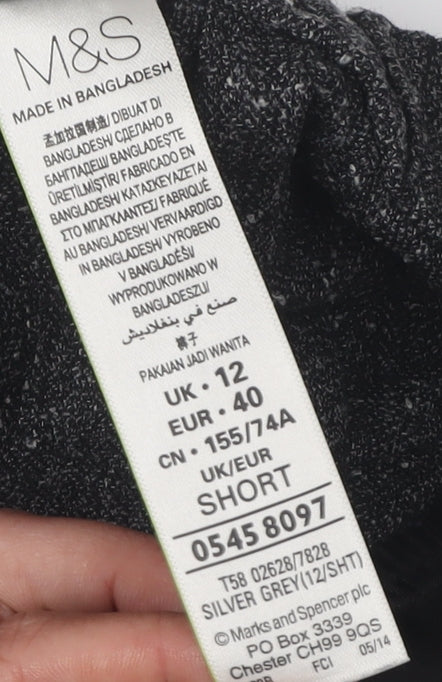 M&S
MADE IN BANGLADESH
孟加拉国制造/ DIBUAT DI
BANGLADESH/ СДЕЛАНО В
БАНГЛАДЕШ/ BANGLADEŞ'TE
ÜRETİLMİŞTİR/ FABRICADO EN
BANGLADESH/ ΚΑΤΑΣΚΕΥΑΖΕΤΑΙ
ΣΤΟ ΜΠΑΓΚΛΑΝΤΕΣ/ FABRIQUÉ
AU BANGLADESH/ VERVAARDIGD
IN BANGLADESH/ VYROBENO
V BANGLADÉŠI/
WYPRODUKOWANO W
BANGLADESZU/
صنع في بنغلاديش
裤子
PAKAIAN JADI WANITA
UK • 12
EUR • 40
CN • 155/74A
UK/EUR
SHORT
0545 8097
T58 02628/7828
SILVER GREY(12/SHT)
© Marks and Spencer plc
PO Box 3339
Chester CH99 9QS
FCI 05/14